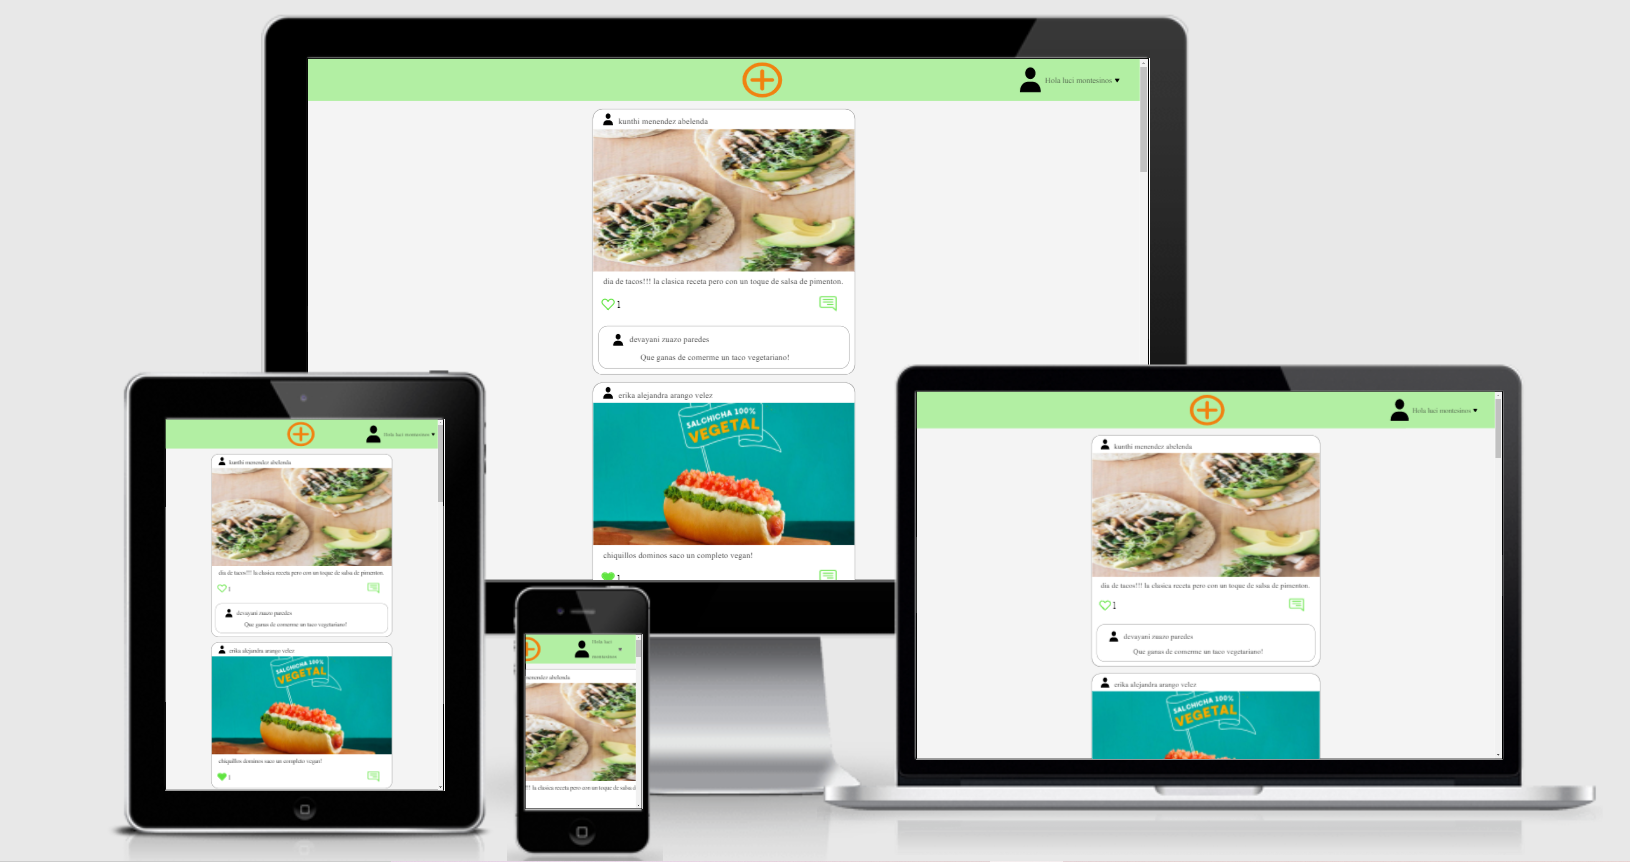 Hola luci montesinos ▾
kunthi menendez abelenda
dia de tacos!!! la clasica receta pero con un toque de salsa de pimenton.
1
devayani zuazo paredes
Que ganas de comerme un taco vegetariano!
erika alejandra arango velez
SALCHICHA 100%
VEGETAL
chiquillos dominos saco un completo vegan!
1
Hola luci montesinos ▾
kunthi menendez abelenda
dia de tacos!!! la clasica receta pero con un toque de salsa de pimenton.
1
devayani zuazo paredes
Que ganas de comerme un taco vegetariano!
erika alejandra arango velez
SALCHICHA 100%
VEGETAL
chiquillos dominos saco un completo vegan!
1
Hola luci
montesinos
menendez abelenda
!!! la clasica receta pero con un toque de salsa d
Hola luci montesinos ▾
kunthi menendez abelenda
dia de tacos!!! la clasica receta pero con un toque de salsa de pimenton.
1
devayani zuazo paredes
Que ganas de comerme un taco vegetariano!
erika alejandra arango velez
SALCHICHA 100%
VEGETAL